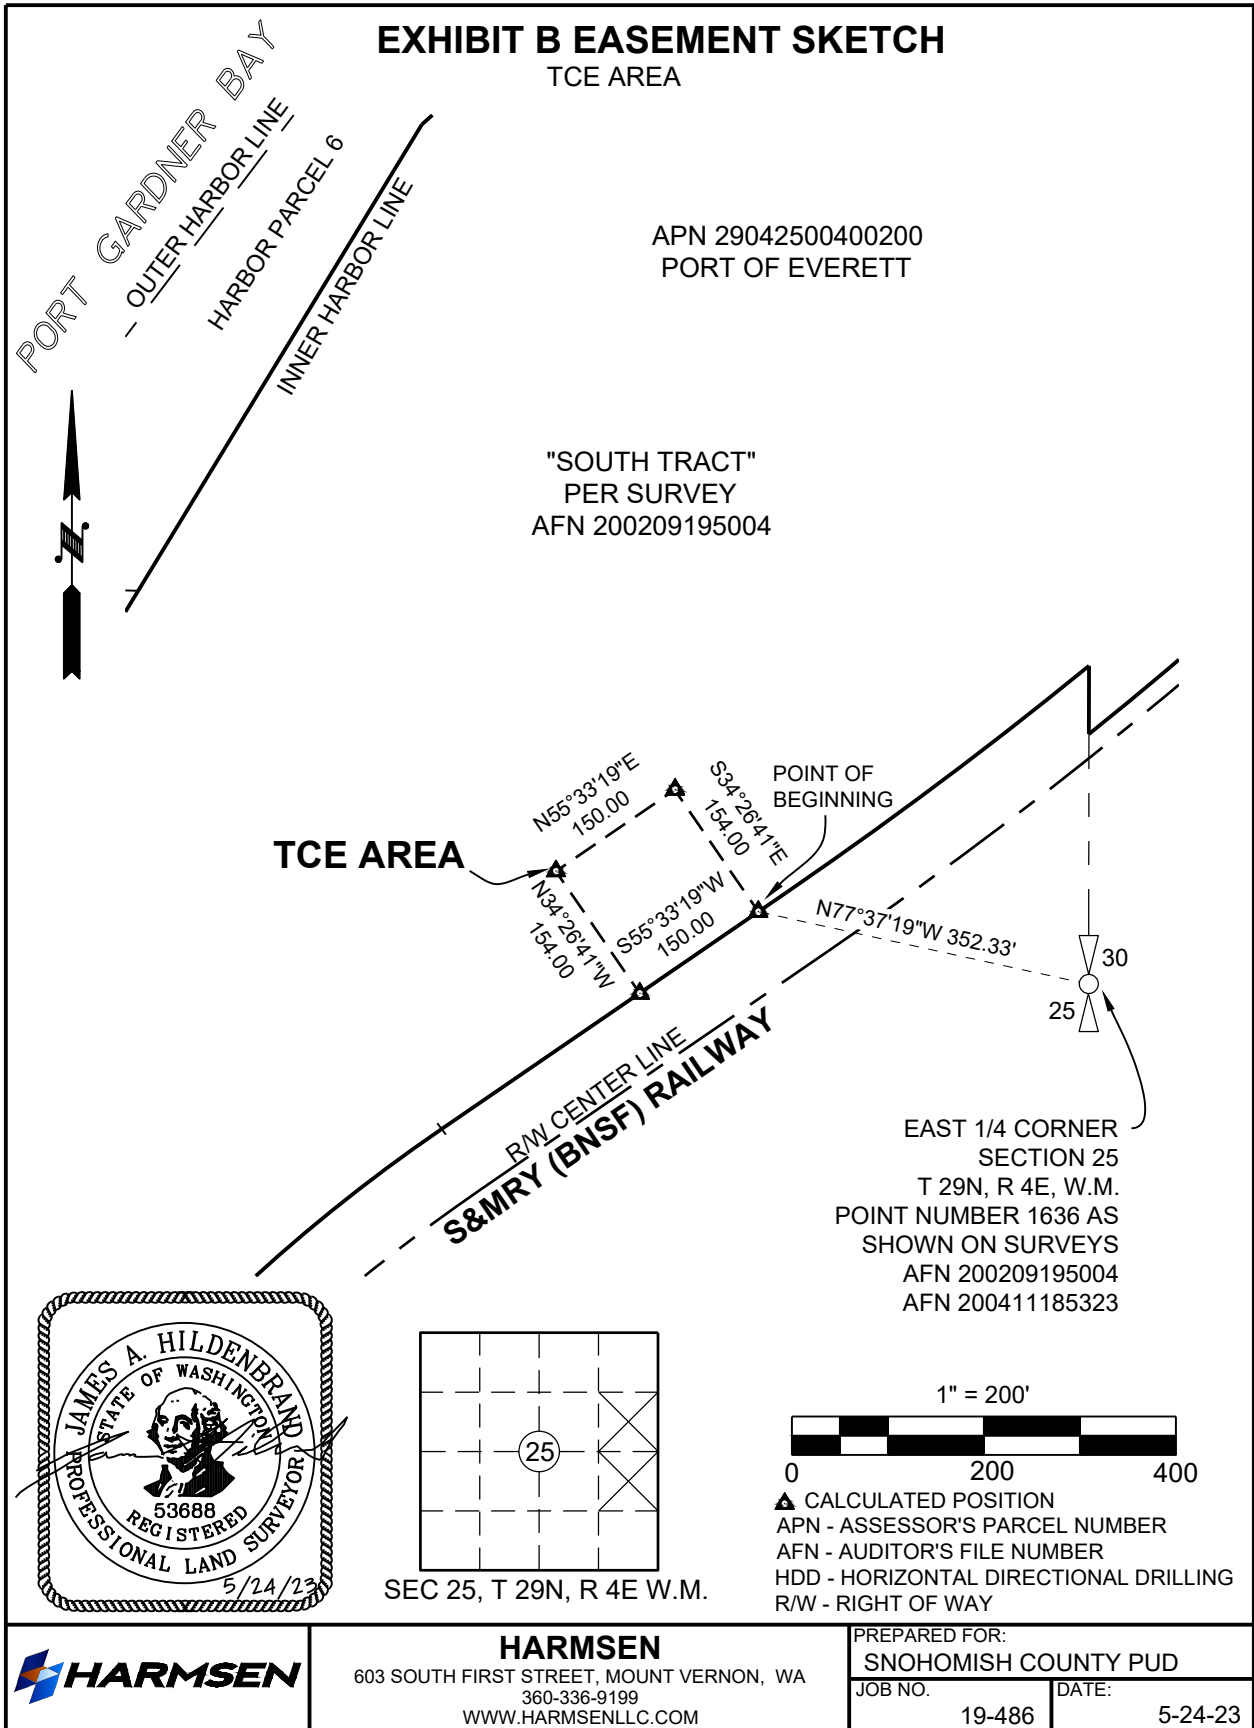 EXHIBIT B EASEMENT SKETCH
TCE AREA
PORT GARDNER BAY
OUTER HARBOR LINE
HARBOR PARCEL 6
INNER HARBOR LINE
APN 29042500400200
PORT OF EVERETT
"SOUTH TRACT"
PER SURVEY
AFN 200209195004
N
N55°33'19"E
150.00
S34°26'41"E
154.00
POINT OF
BEGINNING
TCE AREA
N34°26'41"W
154.00
S55°33'19"W
150.00
N77°37'19"W 352.33'
30
25
R/W CENTER LINE
S&MRY (BNSF) RAILWAY
EAST 1/4 CORNER
SECTION 25
T 29N, R 4E, W.M.
POINT NUMBER 1636 AS
SHOWN ON SURVEYS
AFN 200209195004
AFN 200411185323
JAMES A. HILDENBRAND
STATE OF WASHINGTON
53688
REGISTERED
PROFESSIONAL LAND SURVEYOR
5/24/23
25
SEC 25, T 29N, R 4E W.M.
1" = 200'
0 200 400
CALCULATED POSITION
APN - ASSESSOR'S PARCEL NUMBER
AFN - AUDITOR'S FILE NUMBER
HDD - HORIZONTAL DIRECTIONAL DRILLING
R/W - RIGHT OF WAY
HARMSEN
HARMSEN
603 SOUTH FIRST STREET, MOUNT VERNON, WA
360-336-9199
WWW.HARMSENLLC.COM
PREPARED FOR:
SNOHOMISH COUNTY PUD
JOB NO.
19-486
DATE:
5-24-23